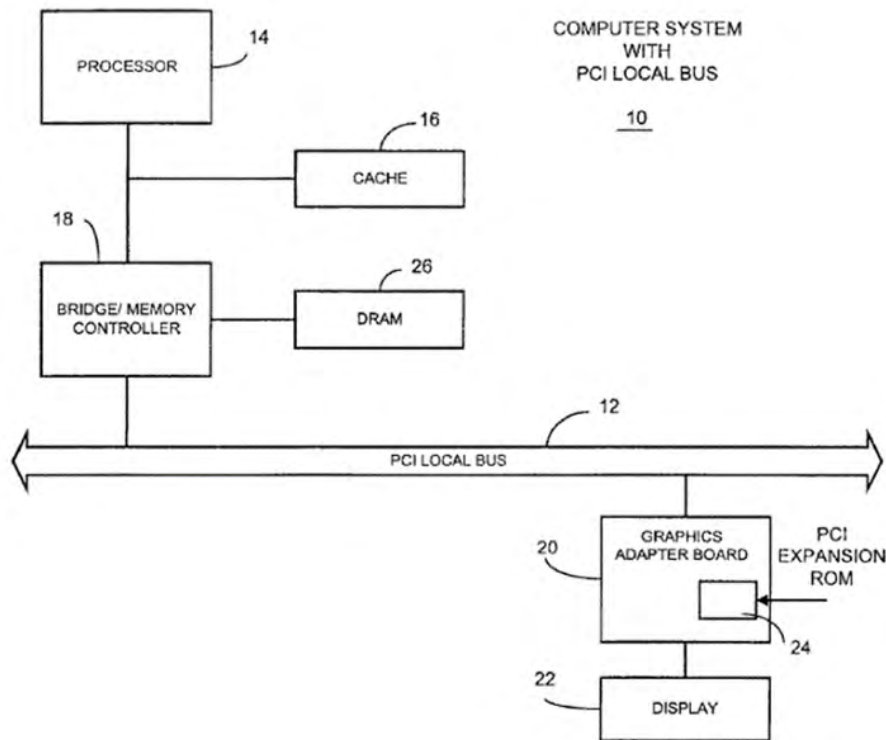 14
PROCESSOR
COMPUTER SYSTEM
WITH
PCI LOCAL BUS
10
16
CACHE
18
26
BRIDGE/ MEMORY
CONTROLLER
DRAM
12
PCI LOCAL BUS
20
GRAPHICS
ADAPTER BOARD
PCI
EXPANSION
ROM
24
22
DISPLAY